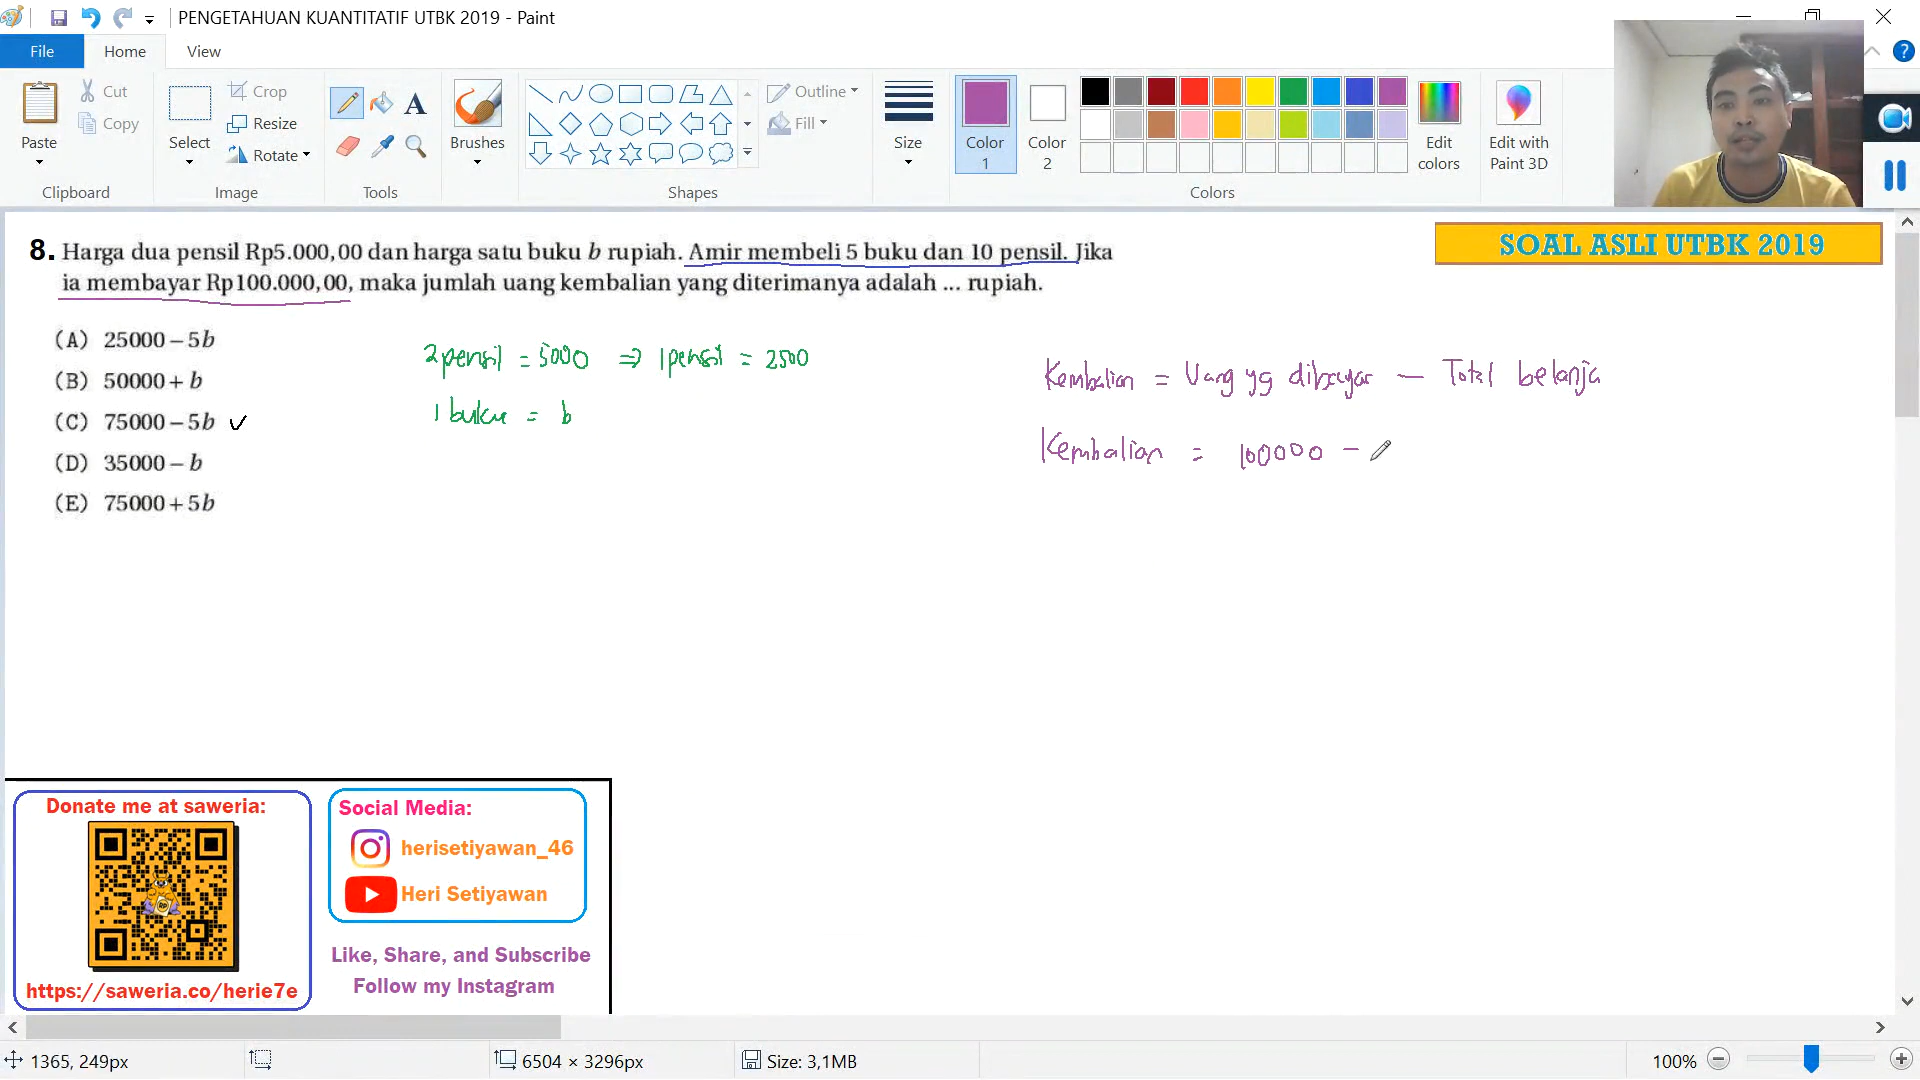 PENGETAHUAN KUANTITATIF UTBK 2019 - Paint
File Home View
Paste
Cut
Copy
Clipboard
Select
Crop
Resize
Rotate
Image
A
Tools
Brushes
Shapes
Outline
Fill
Size
Color 1
Color 2
Colors
Edit colors
Edit with Paint 3D
SOAL ASLI UTBK 2019
8. Harga dua pensil Rp5.000,00 dan harga satu buku b rupiah. Amir membeli 5 buku dan 10 pensil. Jika
ia membayar Rp100.000,00, maka jumlah uang kembalian yang diterimanya adalah ... rupiah.
(A) 25000 – 5b
(B) 50000 + b
(C) 75000 – 5b ✓
(D) 35000 – b
(E) 75000 + 5b
2 pensil = 5000 ⇒ 1 pensil = 2500
1 buku = b
Kembalian = Uang yg dibayar – Total belanja
Kembalian = 100000 –
Donate me at saweria:
RP
https://saweria.co/herie7e
Social Media:
herisetiyawan_46
Heri Setiyawan
Like, Share, and Subscribe
Follow my Instagram
1365, 249px
6504 × 3296px
Size: 3,1MB
100%